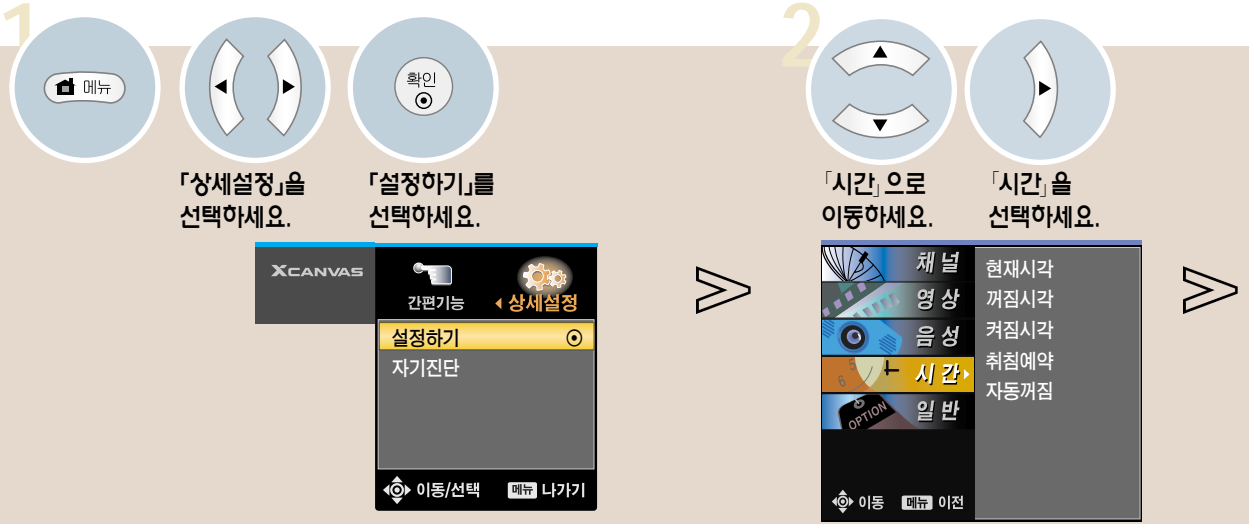 1
메뉴
확인
「상세설정」을
선택하세요.
「설정하기」를
선택하세요.
XCANVAS
간편기능
상세설정
설정하기
자기진단
이동/선택
메뉴 나가기
2
「시간」으로
이동하세요.
「시간」을
선택하세요.
채널
영상
음성
5
6
시간
OPTION
일반
현재시각
꺼짐시각
켜짐시각
취침예약
자동꺼짐
이동
메뉴 이전